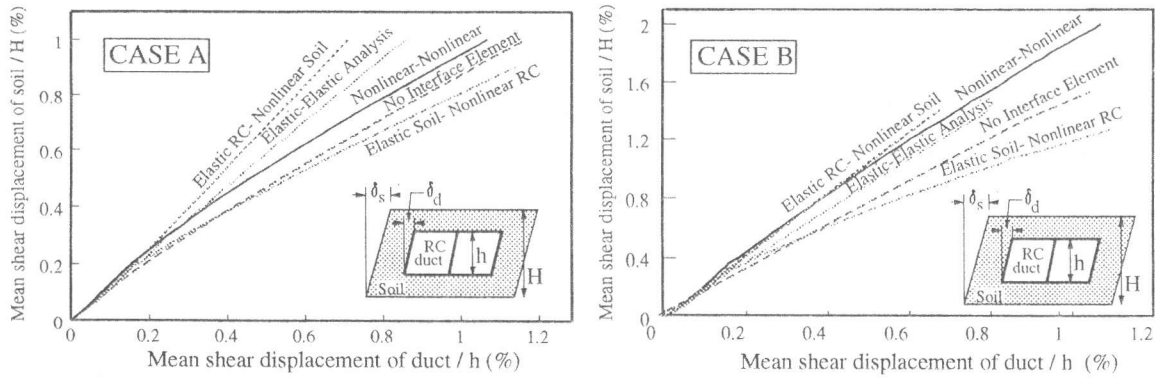 Mean shear displacement of soil / H (%)
1
0.8
0.6
0.4
0.2
0
CASE A
Elastic RC- Nonlinear Soil
Elastic-Elastic Analysis
Nonlinear-Nonlinear
No Interface Element
Elastic Soil- Nonlinear RC
δs
δd
RC
duct
h
H
Soil
0
0.2
0.4
0.6
0.8
1
1.2
Mean shear displacement of duct / h (%)
Mean shear displacement of soil / H (%)
2
1.6
1.2
0.8
0.4
0
CASE B
Elastic RC- Nonlinear Soil
Elastic-Elastic Analysis
Nonlinear-Nonlinear
No Interface Element
Elastic Soil- Nonlinear RC
δs
δd
RC
duct
h
H
Soil
0
0.2
0.4
0.6
0.8
1
1.2
Mean shear displacement of duct / h (%)